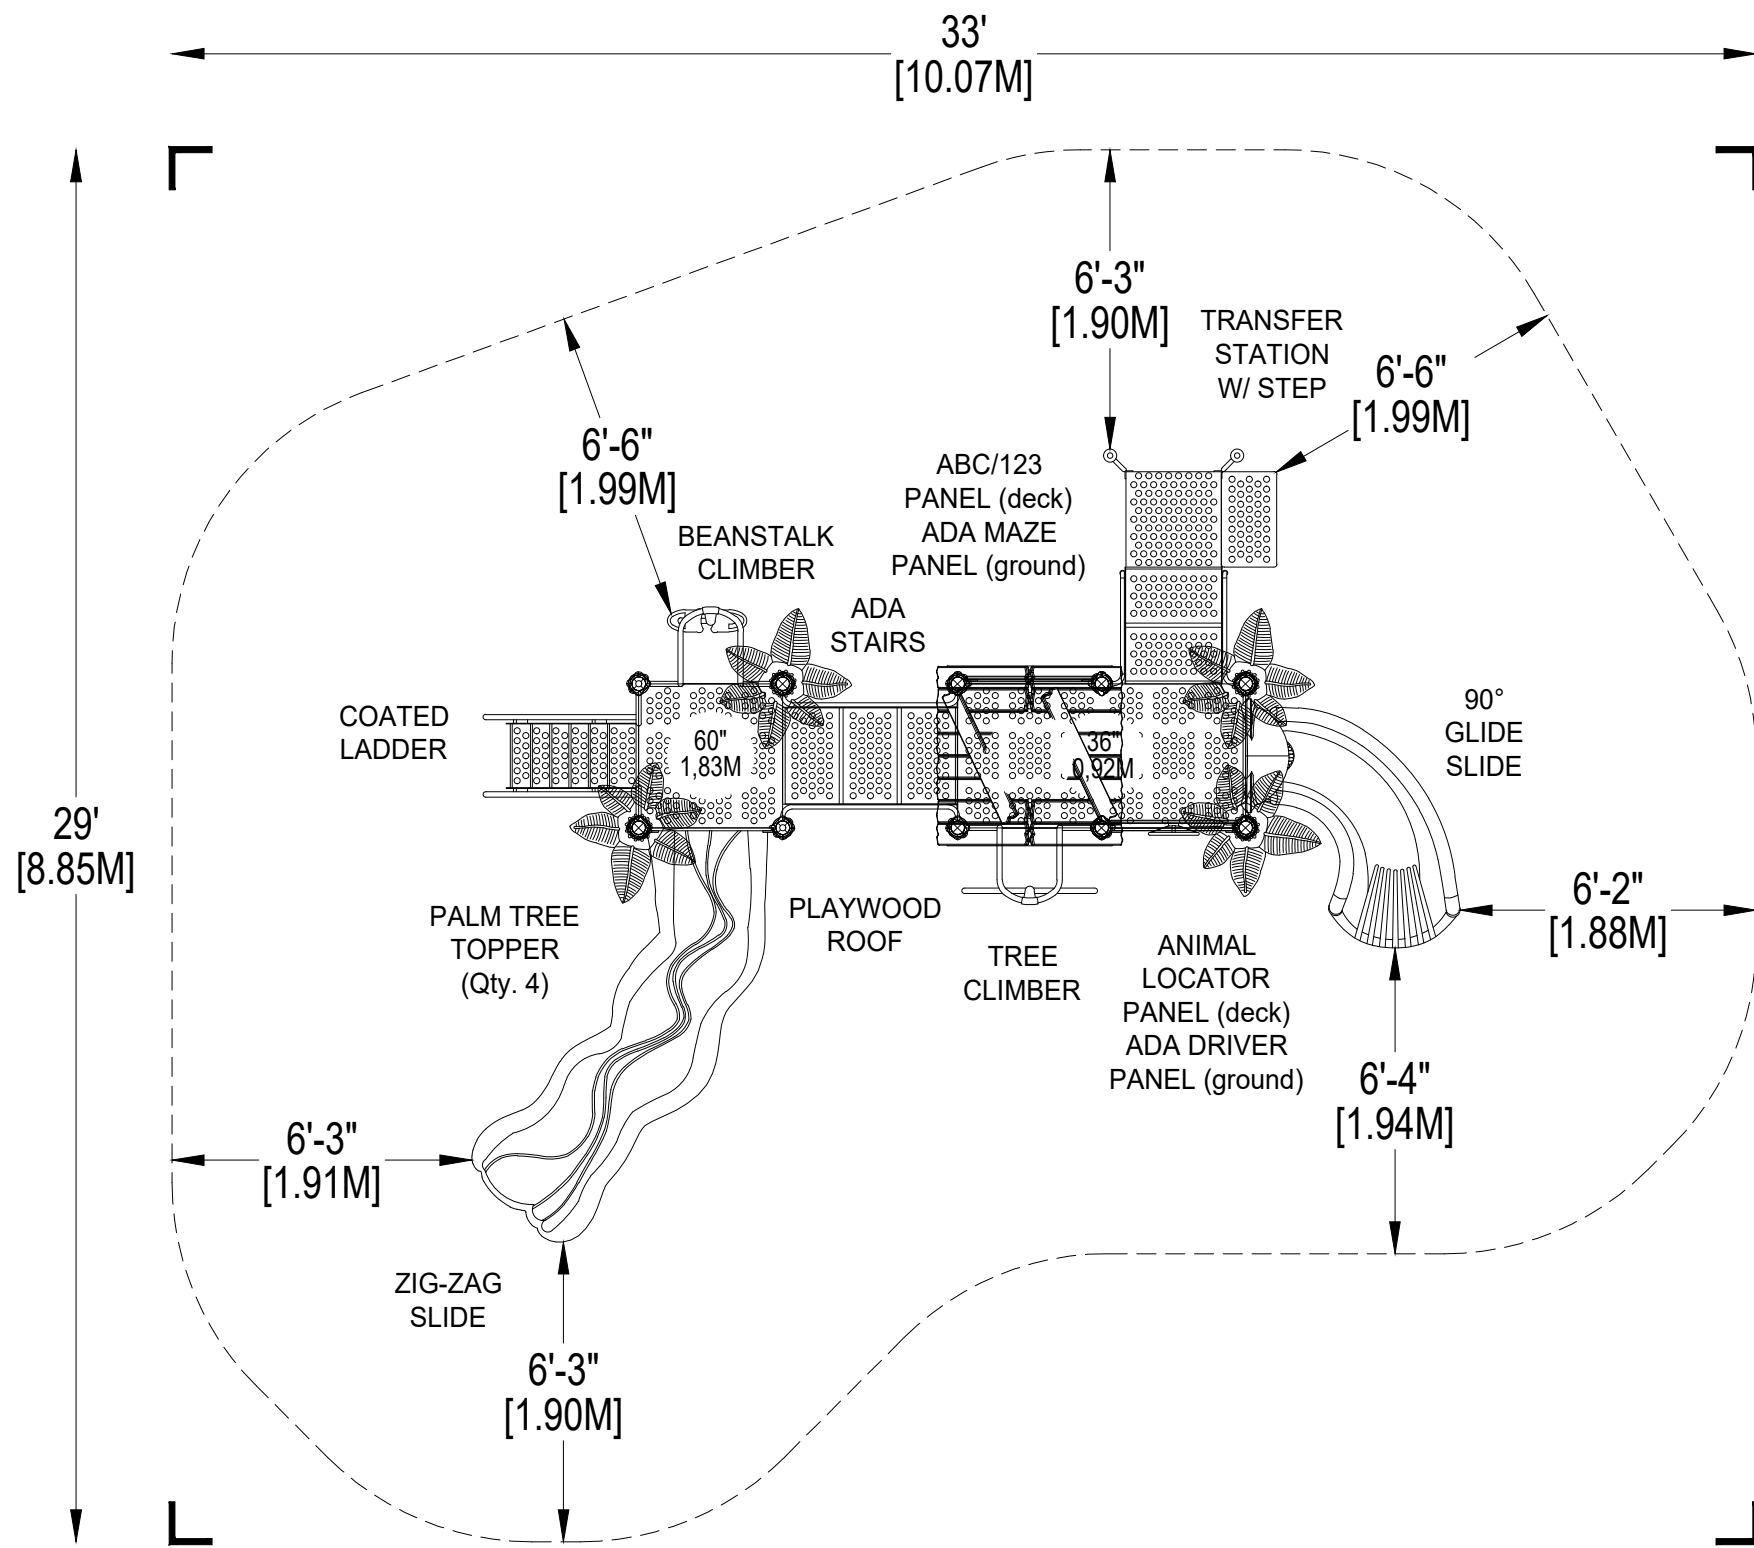 33'
[10.07M]
6'-3"
[1.90M]
TRANSFER
STATION
W/ STEP
6'-6"
[1.99M]
6'-6"
[1.99M]
ABC/123
PANEL (deck)
ADA MAZE
PANEL (ground)
BEANSTALK
CLIMBER
ADA
STAIRS
COATED
LADDER
60"
1,83M
36"
0,92M
90°
GLIDE
SLIDE
29'
[8.85M]
PALM TREE
TOPPER
(Qty. 4)
PLAYWOOD
ROOF
TREE
CLIMBER
ANIMAL
LOCATOR
PANEL (deck)
ADA DRIVER
PANEL (ground)
6'-2"
[1.88M]
6'-4"
[1.94M]
6'-3"
[1.91M]
ZIG-ZAG
SLIDE
6'-3"
[1.90M]